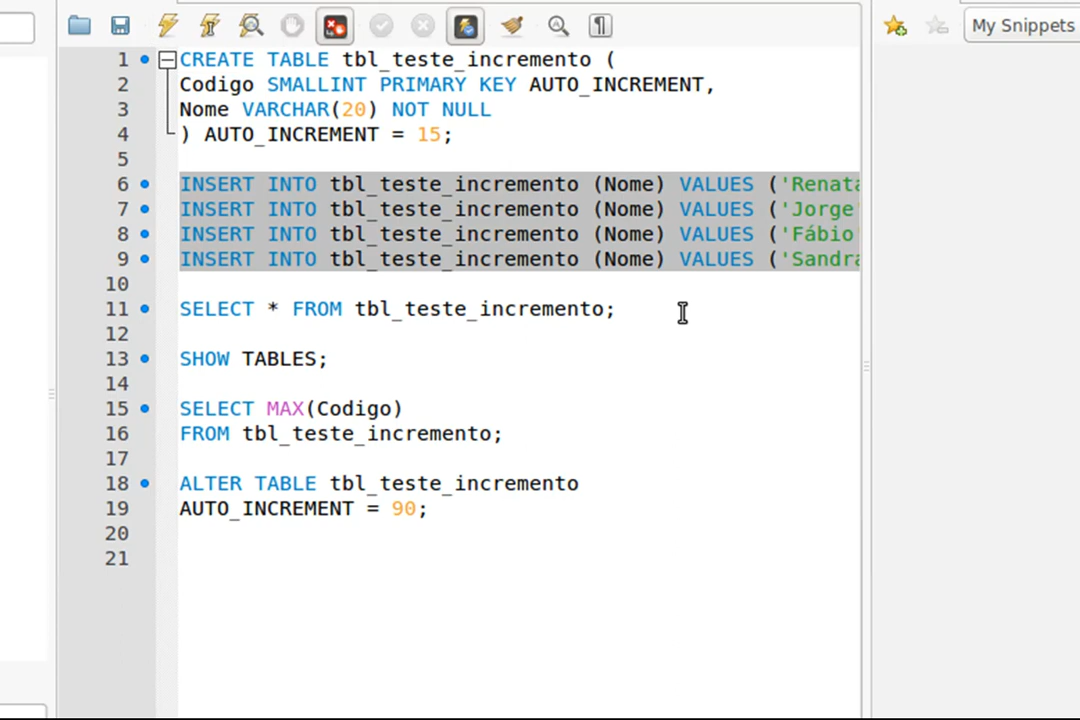 My Snippets
1 CREATE TABLE tbl_teste_incremento (
2 Codigo SMALLINT PRIMARY KEY AUTO_INCREMENT,
3 Nome VARCHAR(20) NOT NULL
4 ) AUTO_INCREMENT = 15;
5
6 INSERT INTO tbl_teste_incremento (Nome) VALUES ('Renata
7 INSERT INTO tbl_teste_incremento (Nome) VALUES ('Jorge'
8 INSERT INTO tbl_teste_incremento (Nome) VALUES ('Fábio
9 INSERT INTO tbl_teste_incremento (Nome) VALUES ('Sandra
10
11 SELECT * FROM tbl_teste_incremento;
12
13 SHOW TABLES;
14
15 SELECT MAX(Codigo)
16 FROM tbl_teste_incremento;
17
18 ALTER TABLE tbl_teste_incremento
19 AUTO_INCREMENT = 90;
20
21